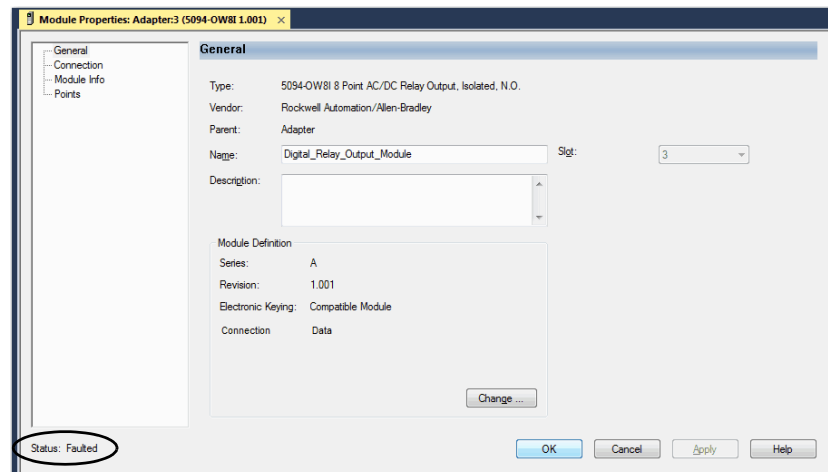 Module Properties: Adapter:3 (5094-OW8I 1.001) ×
General
Connection
Module Info
Points
General
Type: 5094-OW8I 8 Point AC/DC Relay Output, Isolated, N.O.
Vendor: Rockwell Automation/Allen-Bradley
Parent: Adapter
Name: Digital_Relay_Output_Module Slot: 3
Description:
Module Definition
Series: A
Revision: 1.001
Electronic Keying: Compatible Module
Connection Data
Change ...
Status: Faulted OK Cancel Apply Help